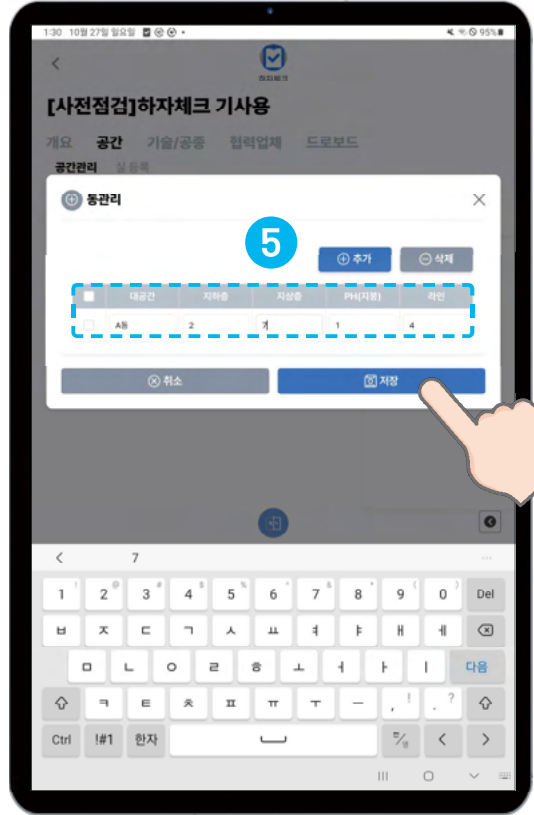 1:30 10월 27일 일요일 95%
하자체크
[사전점검]하자체크 기사용
개요 공간 기술/공종 협력업체 드로보드
공간관리 실등록
동관리
5
추가 삭제
대공간 지하층 지상층 PH(지붕) 라인
A동 2 7 1 4
취소 저장
7
1 ! 2 @ 3 # 4 $ 5 % 6 ^ 7 & 8 * 9 ( 0 ) Del
ㅂ ㅈ ㄷ ㄱ ㅅ ㅛ ㅕ ㅑ ㅐ ㅔ
ㅁ ㄴ ㅇ ㄹ ㅎ ㅗ ㅓ ㅏ ㅣ 다음
ㅋ ㅌ ㅊ ㅍ ㅠ ㅜ ㅡ , ! . ?
Ctrl !#1 한자 한/영 < >